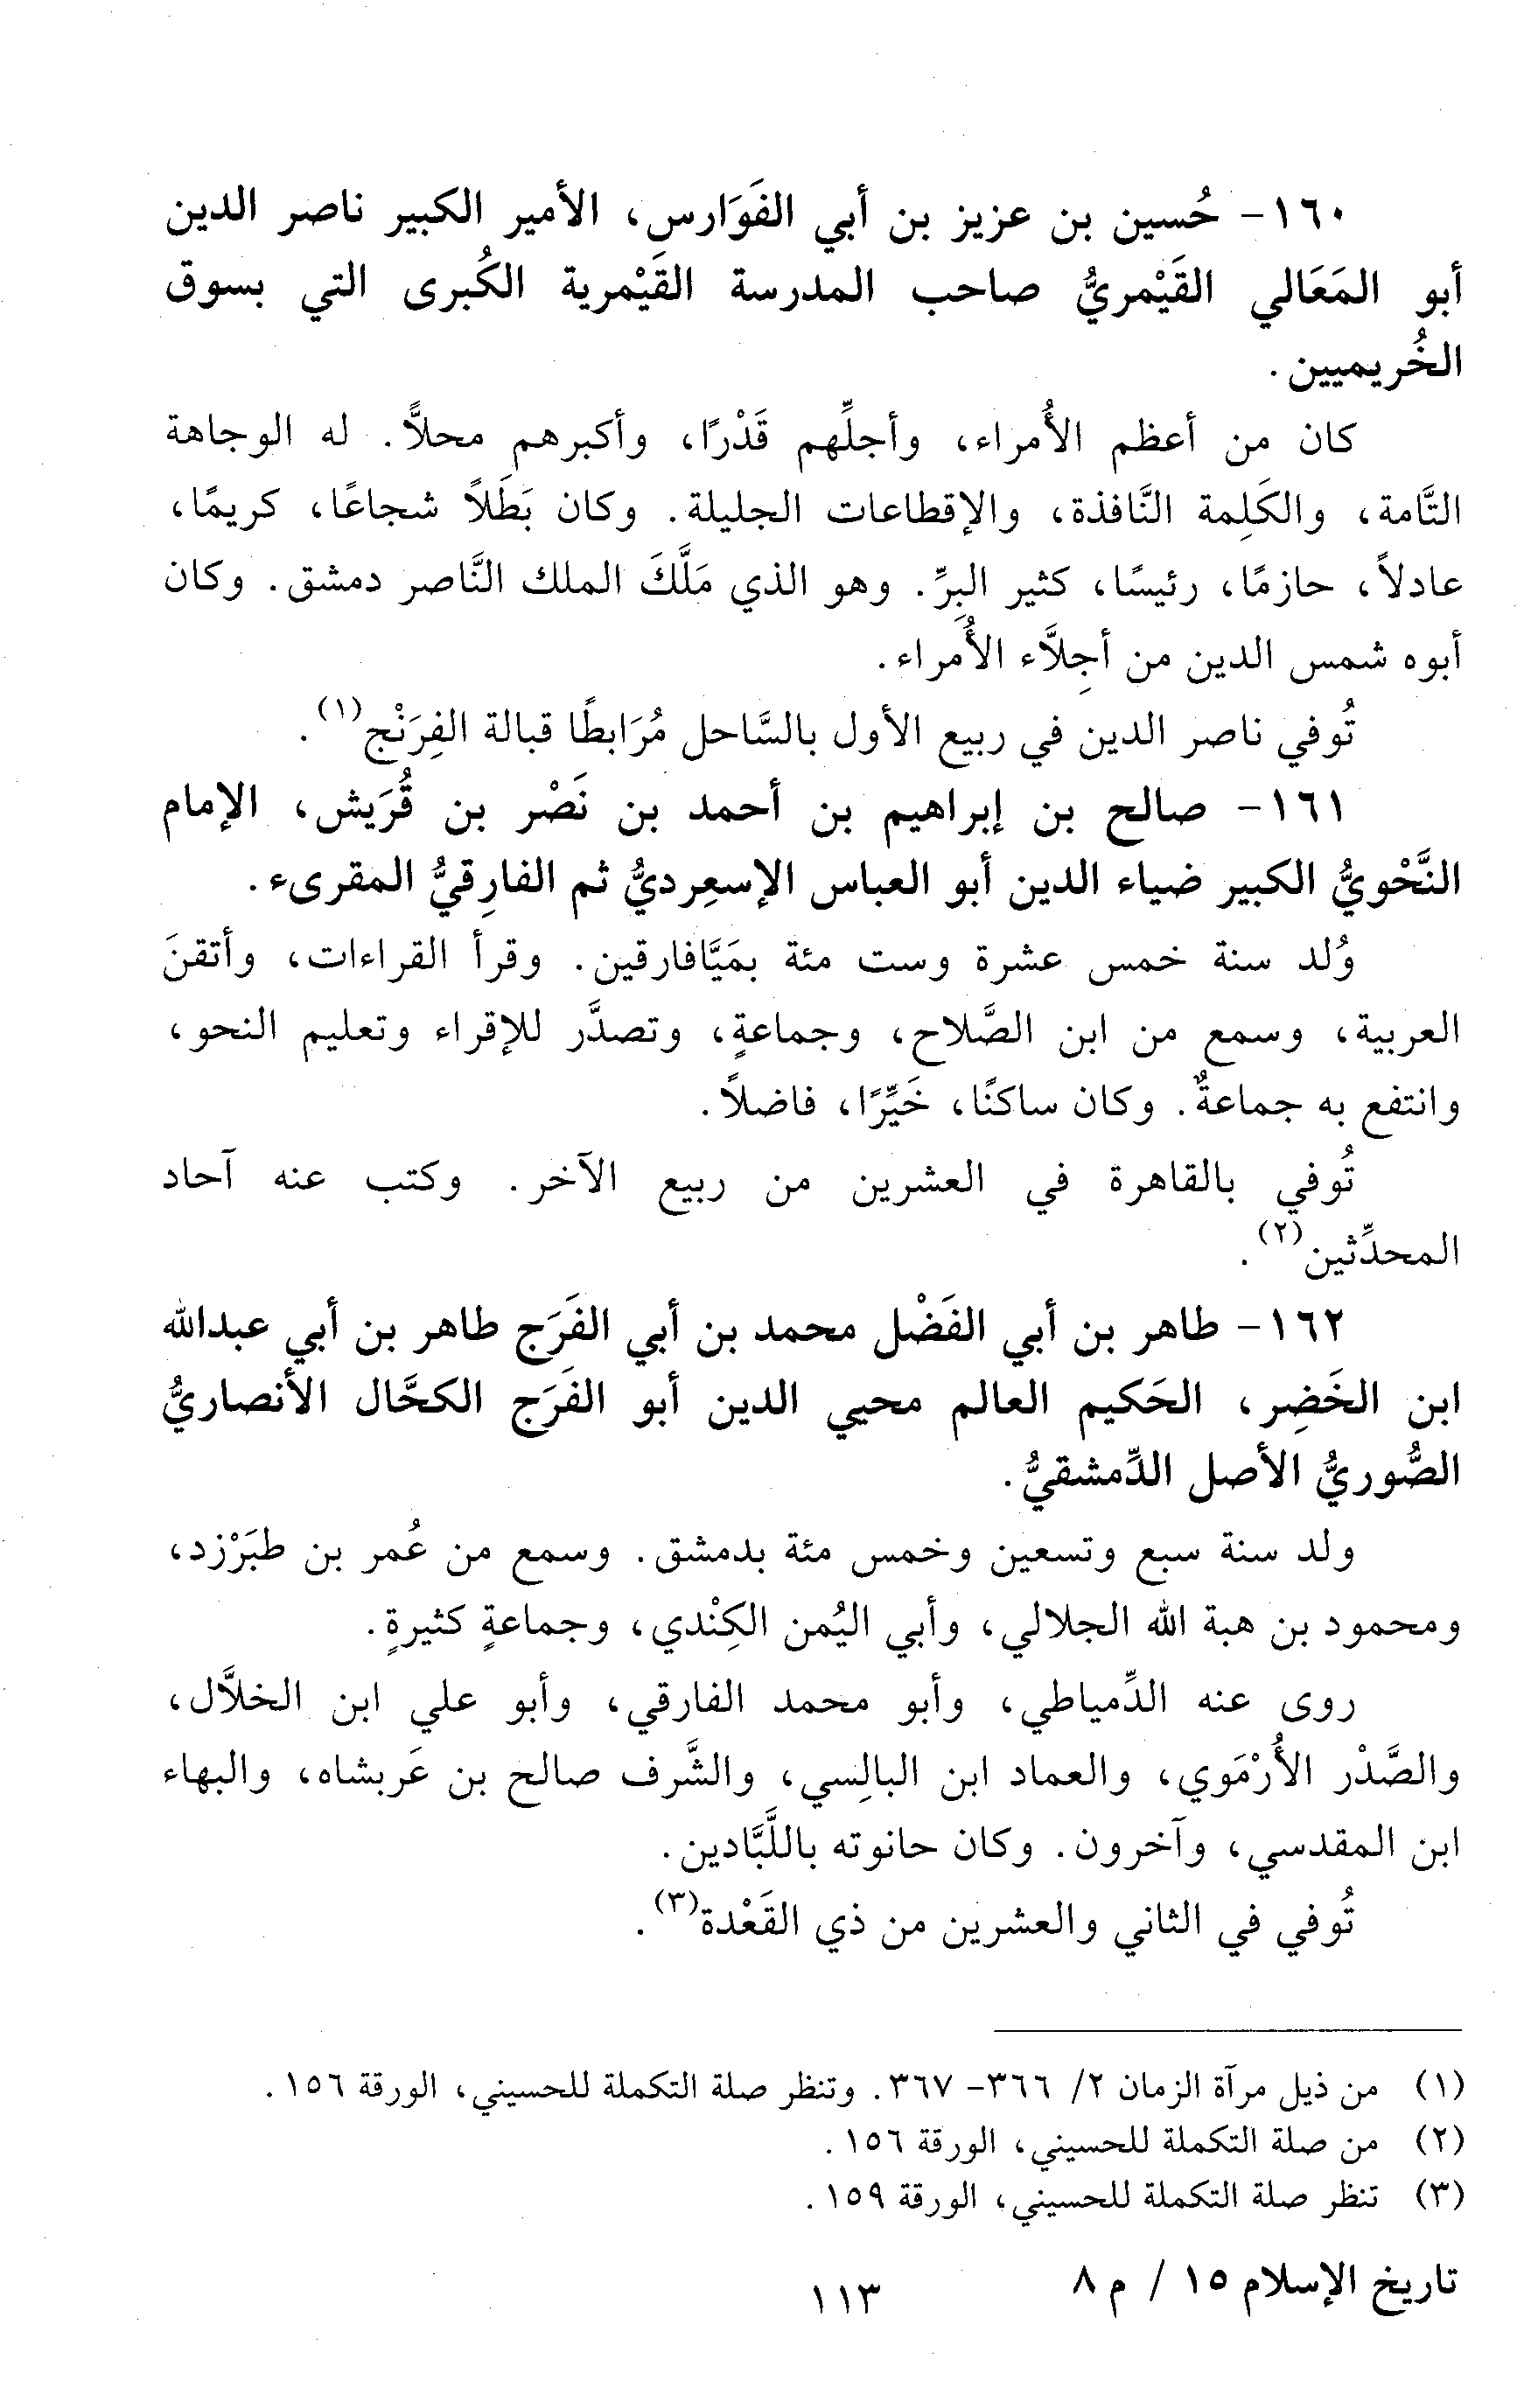 ١٦٠- حُسين بن عزيز بن أبي الفَوَارس، الأمير الكبير ناصر الدين
أبو المَعَالي القَيْمريُّ صاحب المدرسة القَيْمرية الكُبرى التي بسوق
الخُريميين.
كان من أعظم الأُمراء، وأجلِّهم قَدْرًا، وأكبرهم محلاًّ. له الوجاهة
التَّامة، والكَلِمة النَّافذة، والإقطاعات الجليلة. وكان بَطَلاً شجاعًا، كريمًا،
عادلاً، حازمًا، رئيسًا، كثير البِرِّ. وهو الذي مَلَّكَ الملك النَّاصر دمشق. وكان
أبوه شمس الدين من أجِلاَّء الأُمراء.
تُوفي ناصر الدين في ربيع الأول بالسَّاحل مُرَابطًا قبالة الفِرَنْج(١).
١٦١- صالح بن إبراهيم بن أحمد بن نَصْر بن قُرَيش، الإمام
النَّحْويُّ الكبير ضياء الدين أبو العباس الإسعِرديُّ ثم الفارِقيُّ المقرىء.
وُلد سنة خمس عشرة وست مئة بمَيَّافارقين. وقرأ القراءات، وأتقنَ
العربية، وسمع من ابن الصَّلاح، وجماعةٍ، وتصدَّر للإقراء وتعليم النحو،
وانتفع به جماعةٌ. وكان ساكنًا، خَيِّرًا، فاضلاً.
تُوفي بالقاهرة في العشرين من ربيع الآخر. وكتب عنه آحاد
المحدِّثين(٢).
١٦٢- طاهر بن أبي الفَضْل محمد بن أبي الفَرَج طاهر بن أبي عبدالله
ابن الخَضِر، الحَكيم العالم محيي الدين أبو الفَرَج الكحَّال الأنصاريُّ
الصُّوريُّ الأصل الدِّمشقيُّ.
ولد سنة سبع وتسعين وخمس مئة بدمشق. وسمع من عُمر بن طبَرْزد،
ومحمود بن هبة الله الجلالي، وأبي اليُمن الكِنْدي، وجماعةٍ كثيرةٍ.
روى عنه الدِّمياطي، وأبو محمد الفارقي، وأبو علي ابن الخلاَّل،
والصَّدْر الأُرْمَوي، والعماد ابن البالِسي، والشَّرف صالح بن عَربشاه، والبهاء
ابن المقدسي، وآخرون. وكان حانوته باللَّبَّادين.
تُوفي في الثاني والعشرين من ذي القَعْدة(٣).
(١) من ذيل مرآة الزمان ٢/ ٣٦٦- ٣٦٧. وتنظر صلة التكملة للحسيني، الورقة ١٥٦.
(٢) من صلة التكملة للحسيني، الورقة ١٥٦.
(٣) تنظر صلة التكملة للحسيني، الورقة ١٥٩.
تاريخ الإسلام ١٥ / م ٨
١١٣